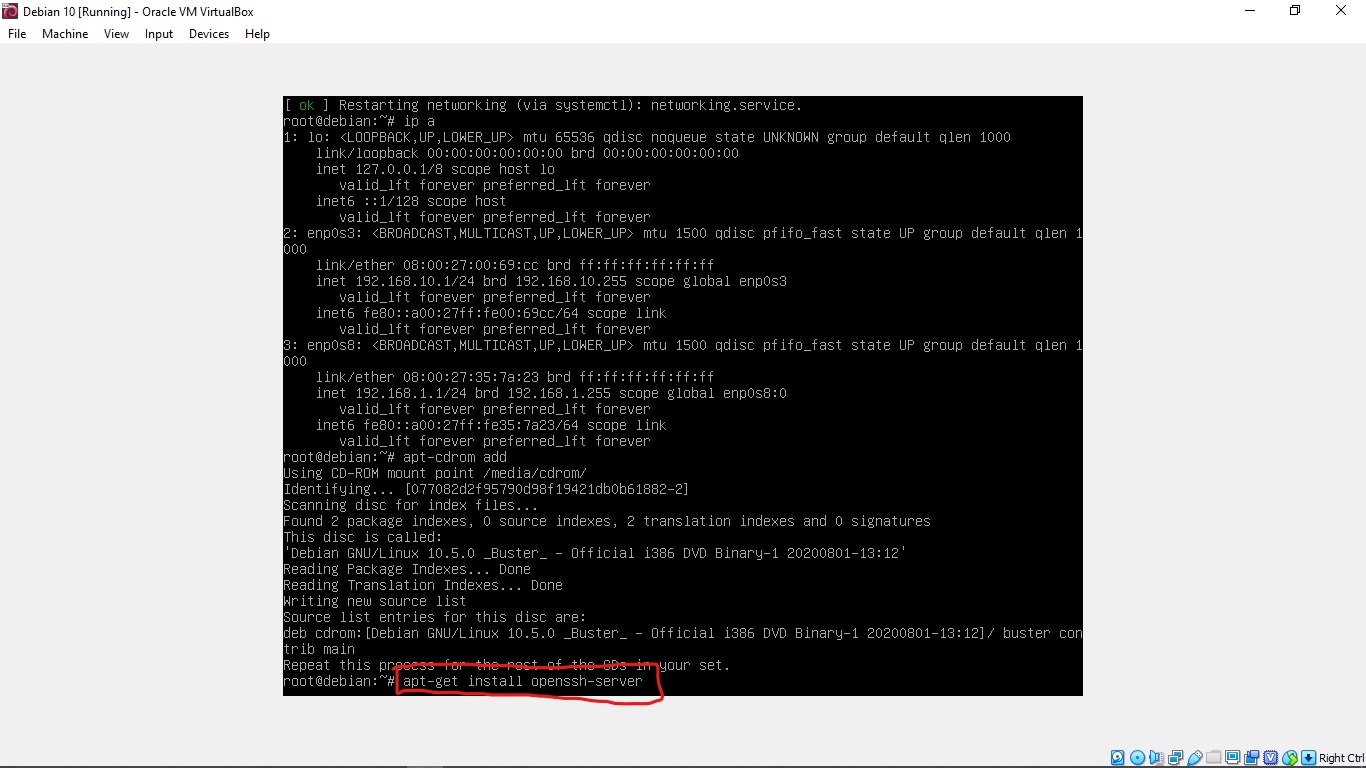 Debian 10 [Running] - Oracle VM VirtualBox
File Machine View Input Devices Help
[ ok ] Restarting networking (via systemctl): networking.service.
root@debian:~# ip a
1: lo: <LOOPBACK,UP,LOWER_UP> mtu 65536 qdisc noqueue state UNKNOWN group default qlen 1000
link/loopback 00:00:00:00:00:00 brd 00:00:00:00:00:00
inet 127.0.0.1/8 scope host lo
valid_lft forever preferred_lft forever
inet6 ::1/128 scope host
valid_lft forever preferred_lft forever
2: enp0s3: <BROADCAST,MULTICAST,UP,LOWER_UP> mtu 1500 qdisc pfifo_fast state UP group default qlen 1
000
link/ether 08:00:27:00:69:cc brd ff:ff:ff:ff:ff:ff
inet 192.168.10.1/24 brd 192.168.10.255 scope global enp0s3
valid_lft forever preferred_lft forever
inet6 fe80::a00:27ff:fe00:69cc/64 scope link
valid_lft forever preferred_lft forever
3: enp0s8: <BROADCAST,MULTICAST,UP,LOWER_UP> mtu 1500 qdisc pfifo_fast state UP group default qlen 1
000
link/ether 08:00:27:35:7a:23 brd ff:ff:ff:ff:ff:ff
inet 192.168.1.1/24 brd 192.168.1.255 scope global enp0s8:0
valid_lft forever preferred_lft forever
inet6 fe80::a00:27ff:fe35:7a23/64 scope link
valid_lft forever preferred_lft forever
root@debian:~# apt-cdrom add
Using CD-ROM mount point /media/cdrom/
Identifying... [077082d2f95790d98f19421db0b61882-2]
Scanning disc for index files...
Found 2 package indexes, 0 source indexes, 2 translation indexes and 0 signatures
This disc is called:
'Debian GNU/Linux 10.5.0 _Buster_ - Official i386 DVD Binary-1 20200801-13:12'
Reading Package Indexes... Done
Reading Translation Indexes... Done
Writing new source list
Source list entries for this disc are:
deb cdrom:[Debian GNU/Linux 10.5.0 _Buster_ - Official i386 DVD Binary-1 20200801-13:12]/ buster con
trib main
Repeat this process for the rest of the CDs in your set.
root@debian:~# apt-get install openssh-server
Right Ctrl